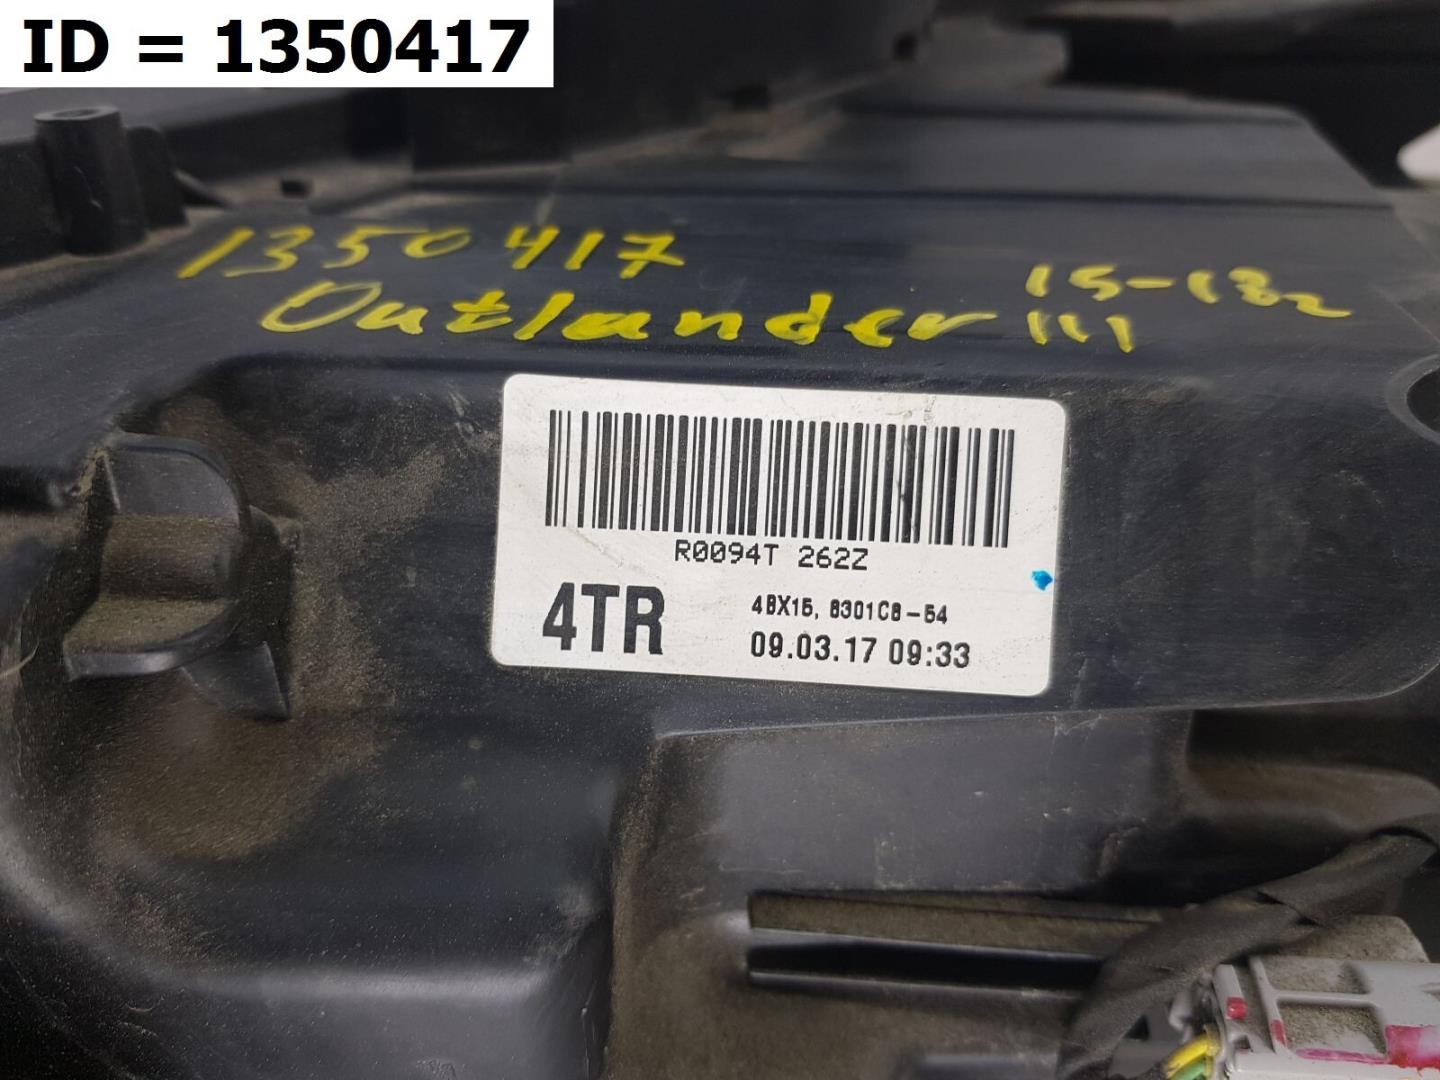 ID = 1350417
1350417
Outlander III
15-18г
R0094T 262Z
4TR
4BX15, 8301C8-54
09.03.17 09:33